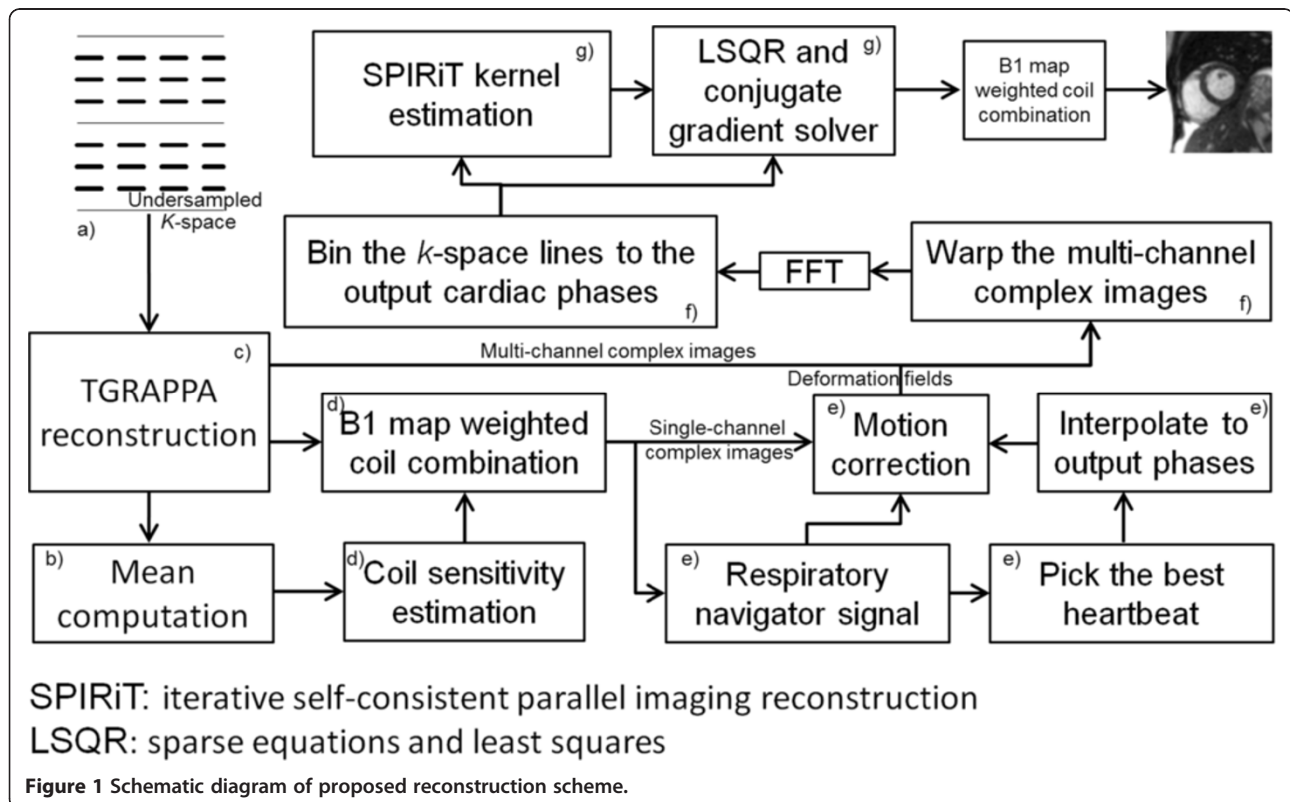 g)
SPIRiT kernel
estimation
g)
LSQR and
conjugate
gradient solver
B1 map
weighted coil
combination
Undersampled
K-space
a)
Bin the k-space lines to the
output cardiac phases
f)
FFT
Warp the multi-channel
complex images
f)
c)
TGRAPPA
reconstruction
Multi-channel complex images
Deformation fields
d)
B1 map weighted
coil combination
Single-channel
complex images
e)
Motion
correction
e)
Interpolate to
output phases
b)
Mean
computation
d)
Coil sensitivity
estimation
e)
Respiratory
navigator signal
e)
Pick the best
heartbeat
SPIRiT: iterative self-consistent parallel imaging reconstruction
LSQR: sparse equations and least squares
Figure 1 Schematic diagram of proposed reconstruction scheme.